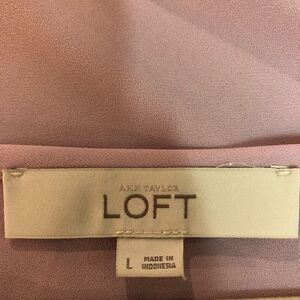 ANN TAYLOR
LOFT
L
MADE IN
INDONESIA